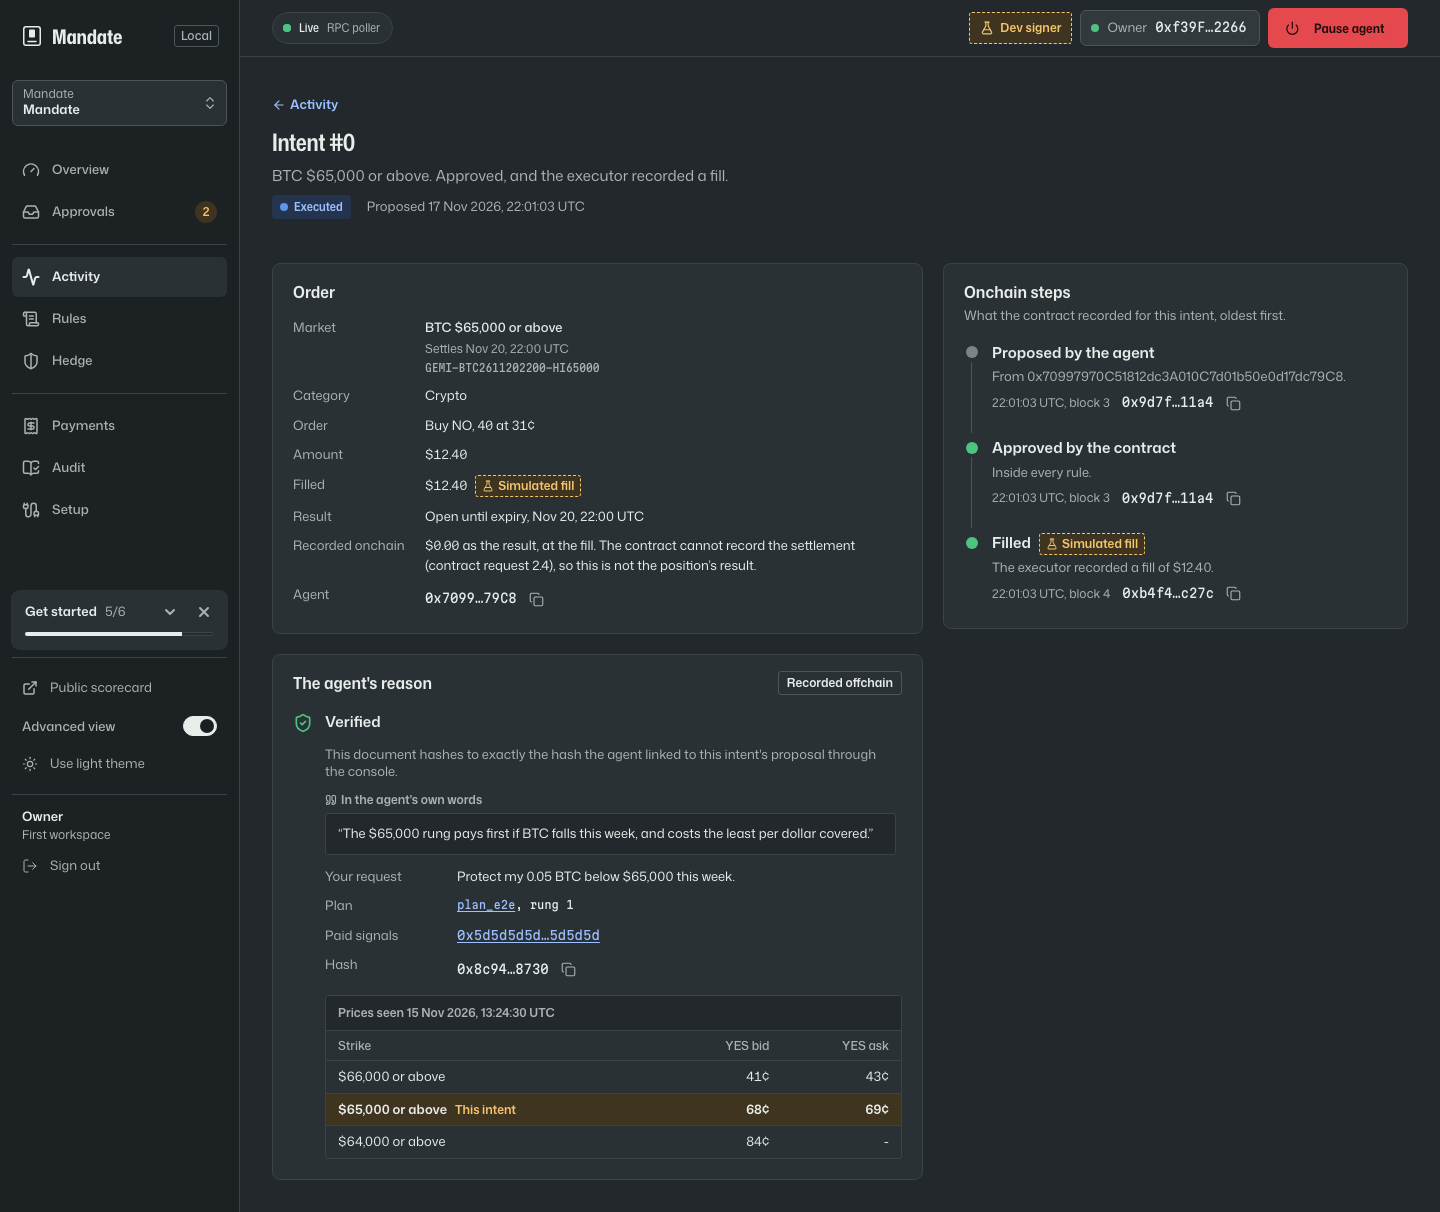 Mandate
Local
Mandate
Mandate
Overview
Approvals
2
Activity
Rules
Hedge
Payments
Audit
Setup
Get started 5/6
Public scorecard
Advanced view
Use light theme
Owner
First workspace
Sign out
Live RPC poller
Dev signer
Owner 0xf39F…2266
Pause agent
Activity
Intent #0
BTC $65,000 or above. Approved, and the executor recorded a fill.
Executed
Proposed 17 Nov 2026, 22:01:03 UTC
Order
Market
BTC $65,000 or above
Settles Nov 20, 22:00 UTC
GEMI-BTC2611202200-HI65000
Category
Crypto
Order
Buy NO, 40 at 31¢
Amount
$12.40
Filled
$12.40 Simulated fill
Result
Open until expiry, Nov 20, 22:00 UTC
Recorded onchain
$0.00 as the result, at the fill. The contract cannot record the settlement
(contract request 2.4), so this is not the position's result.
Agent
0x7099…79C8
Onchain steps
What the contract recorded for this intent, oldest first.
Proposed by the agent
From 0x70997970C51812dc3A010C7d01b50e0d17dc79C8.
22:01:03 UTC, block 3 0x9d7f…11a4
Approved by the contract
Inside every rule.
22:01:03 UTC, block 3 0x9d7f…11a4
Filled Simulated fill
The executor recorded a fill of $12.40.
22:01:03 UTC, block 4 0xb4f4…c27c
The agent's reason
Recorded offchain
Verified
This document hashes to exactly the hash the agent linked to this intent's proposal through
the console.
In the agent's own words
“The $65,000 rung pays first if BTC falls this week, and costs the least per dollar covered.”
Your request
Protect my 0.05 BTC below $65,000 this week.
Plan
plan_e2e, rung 1
Paid signals
0x5d5d5d5d…5d5d5d
Hash
0x8c94…8730
Prices seen 15 Nov 2026, 13:24:30 UTC
Strike YES bid YES ask
$66,000 or above 41¢ 43¢
$65,000 or above This intent 68¢ 69¢
$64,000 or above 84¢ -